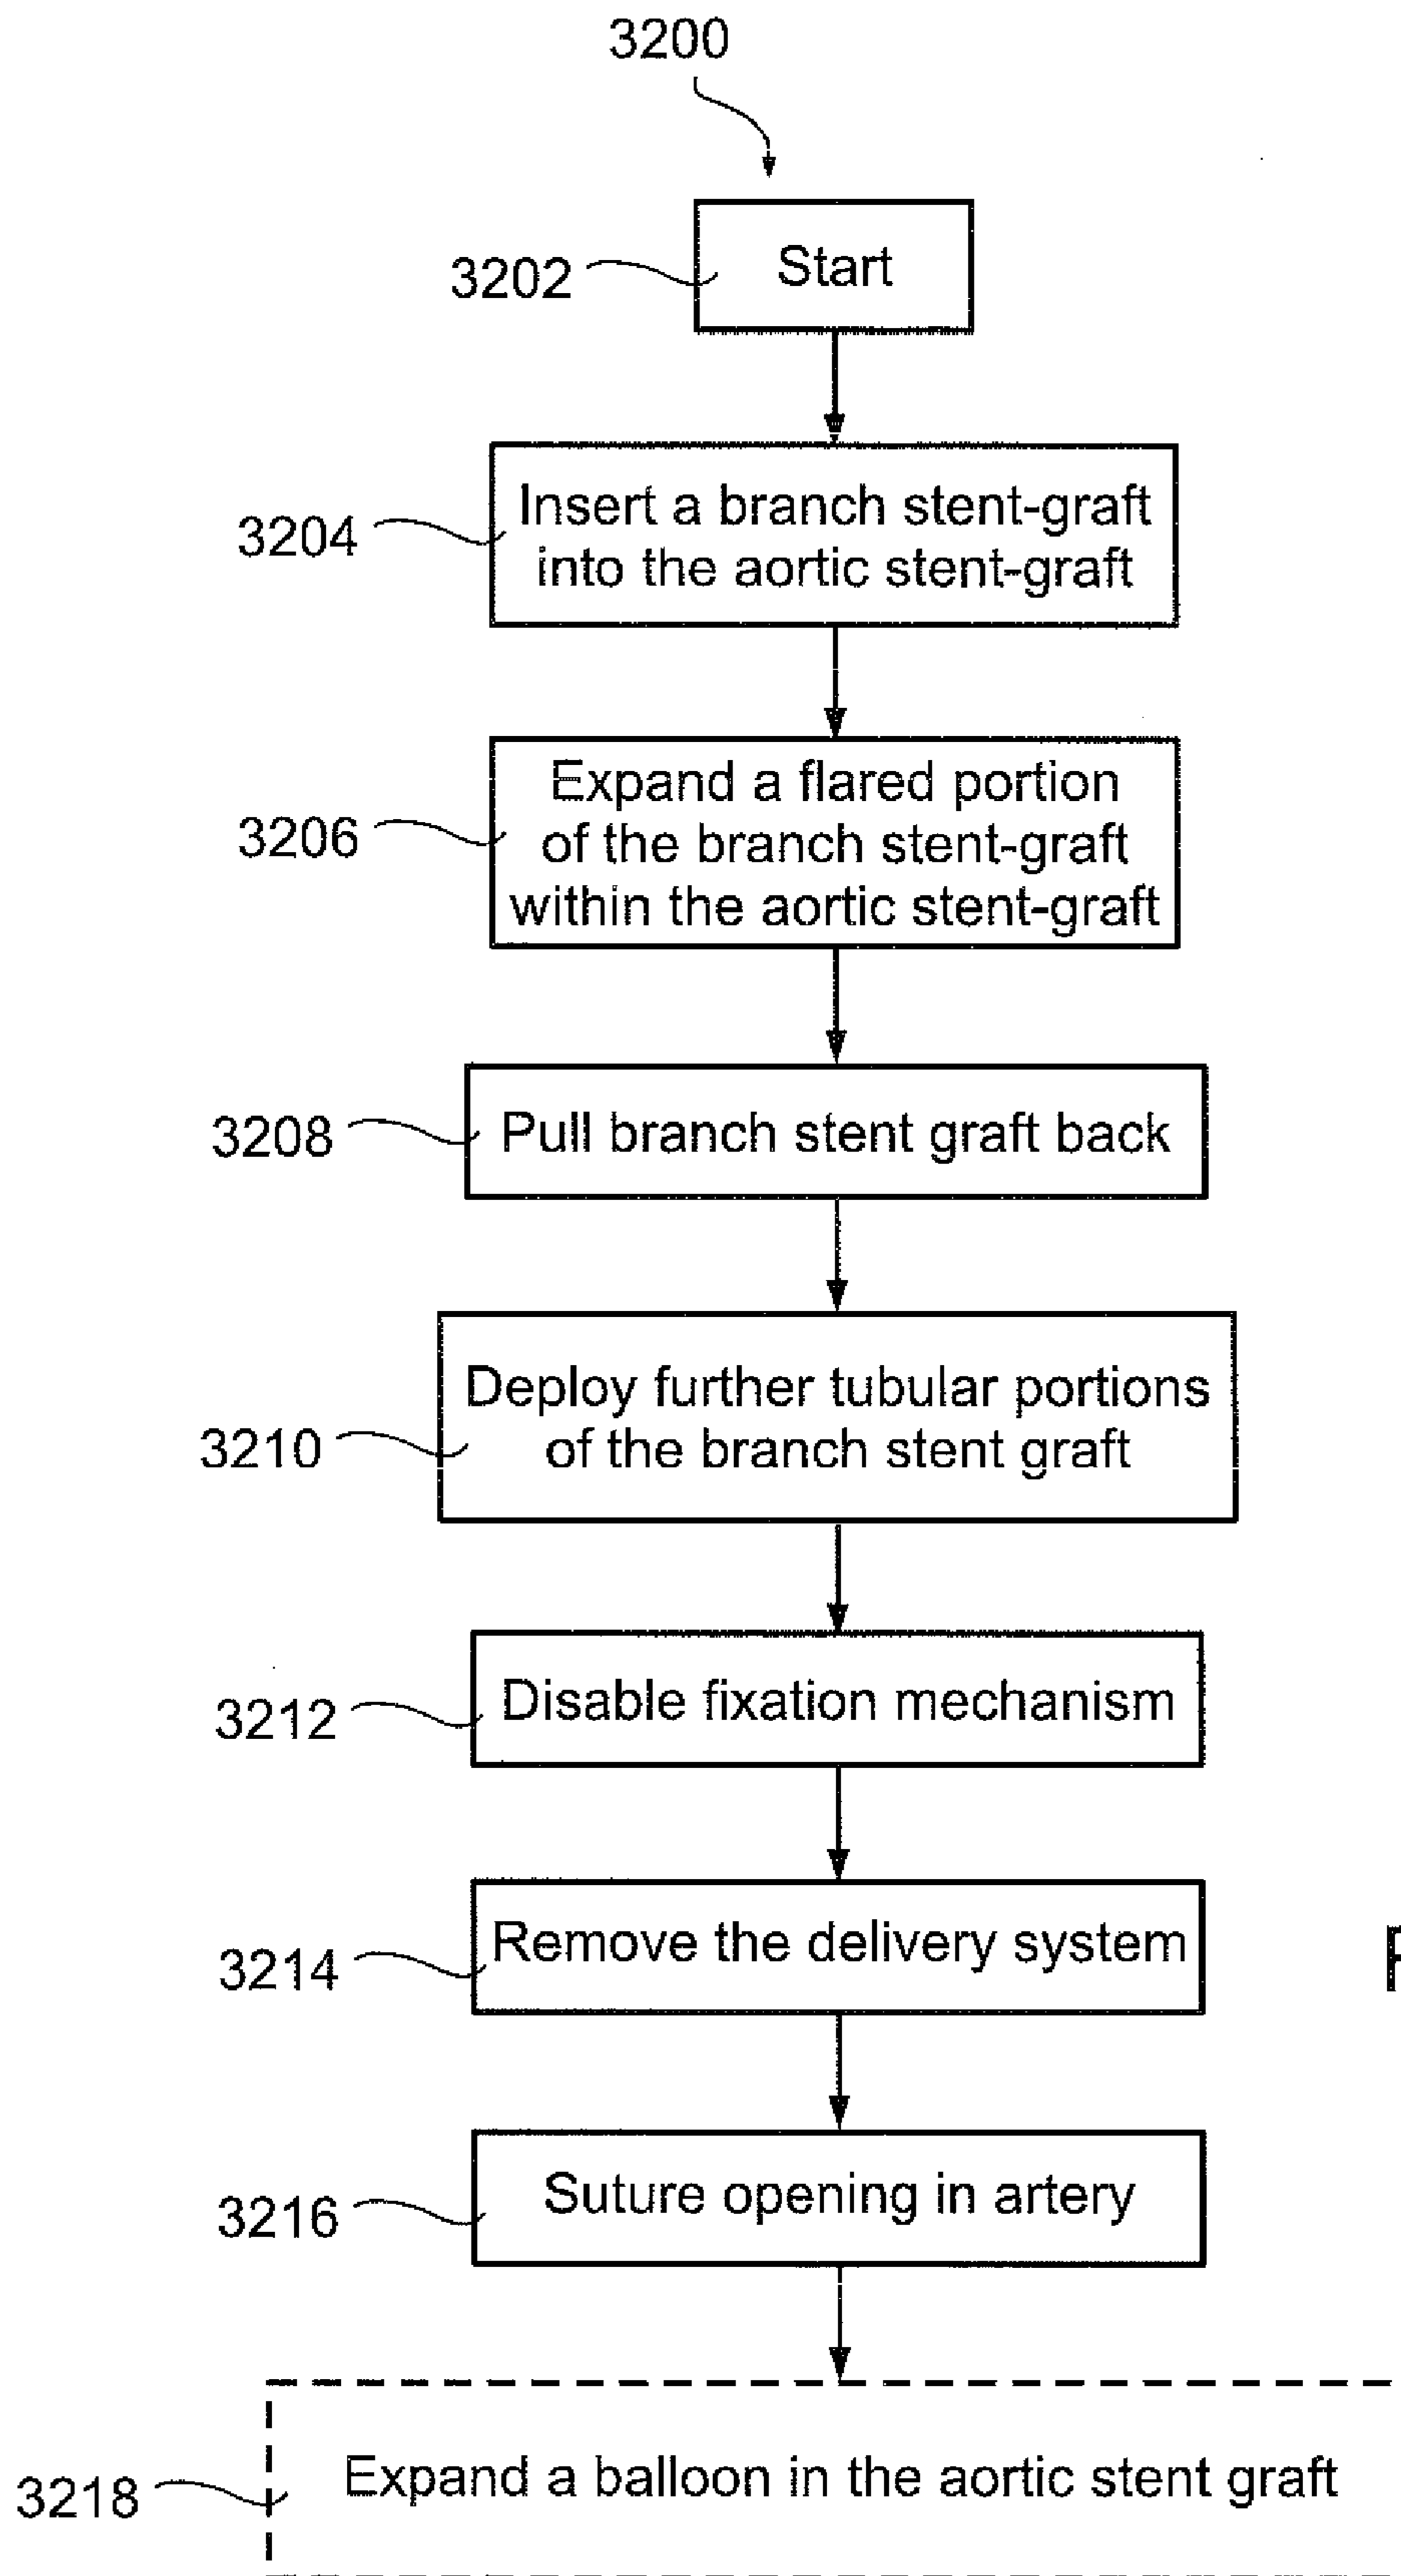 3200
3202
Start
3204
Insert a branch stent-graft
into the aortic stent-graft
3206
Expand a flared portion
of the branch stent-graft
within the aortic stent-graft
3208
Pull branch stent graft back
3210
Deploy further tubular portions
of the branch stent graft
3212
Disable fixation mechanism
3214
Remove the delivery system
3216
Suture opening in artery
3218
Expand a balloon in the aortic stent graft